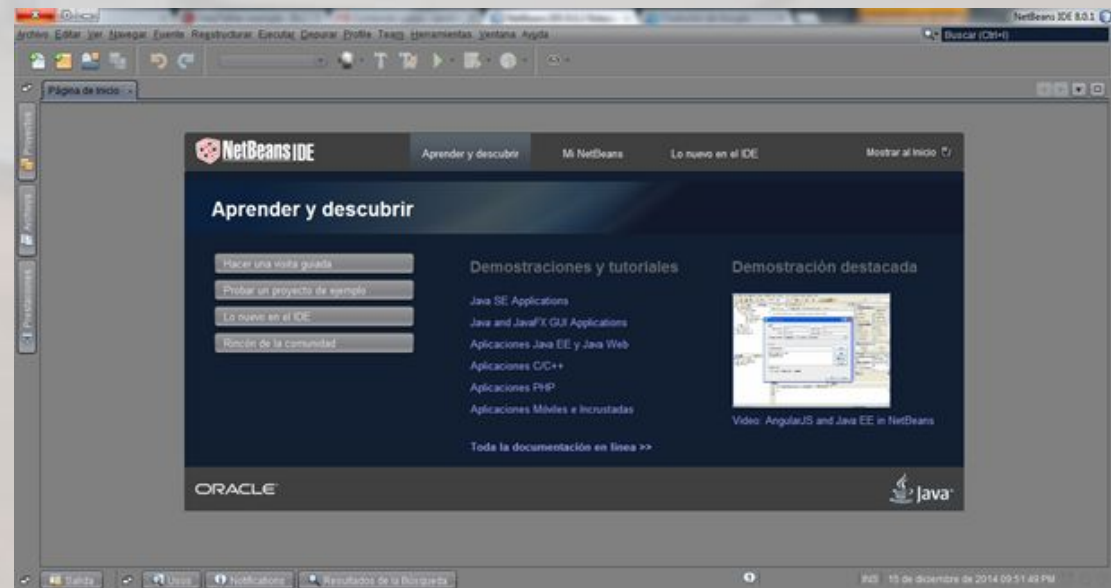 NetBeans IDE 8.0.1
Archivo Editar Ver Navegar Fuente Reestructurar Ejecutar Depurar Profile Team Herramientas Ventana Ayuda
Buscar (Ctrl+I)
Página de Inicio
Proyectos
Archivos
Prestaciones
NetBeans IDE
Aprender y descubrir
Mi NetBeans
Lo nuevo en el IDE
Mostrar al Inicio
Aprender y descubrir
Hacer una visita guiada
Probar un proyecto de ejemplo
Lo nuevo en el IDE
Rincón de la comunidad
Demostraciones y tutoriales
Java SE Applications
Java and JavaFX GUI Applications
Aplicaciones Java EE y Java Web
Aplicaciones C/C++
Aplicaciones PHP
Aplicaciones Móviles e Incrustadas
Toda la documentación en línea >>
Demostración destacada
Video: AngularJS and Java EE in NetBeans
ORACLE
Java
Salida
Usos
Notifications
Resultados de la Búsqueda
INS
15 de diciembre de 2014 09:51:49 PM